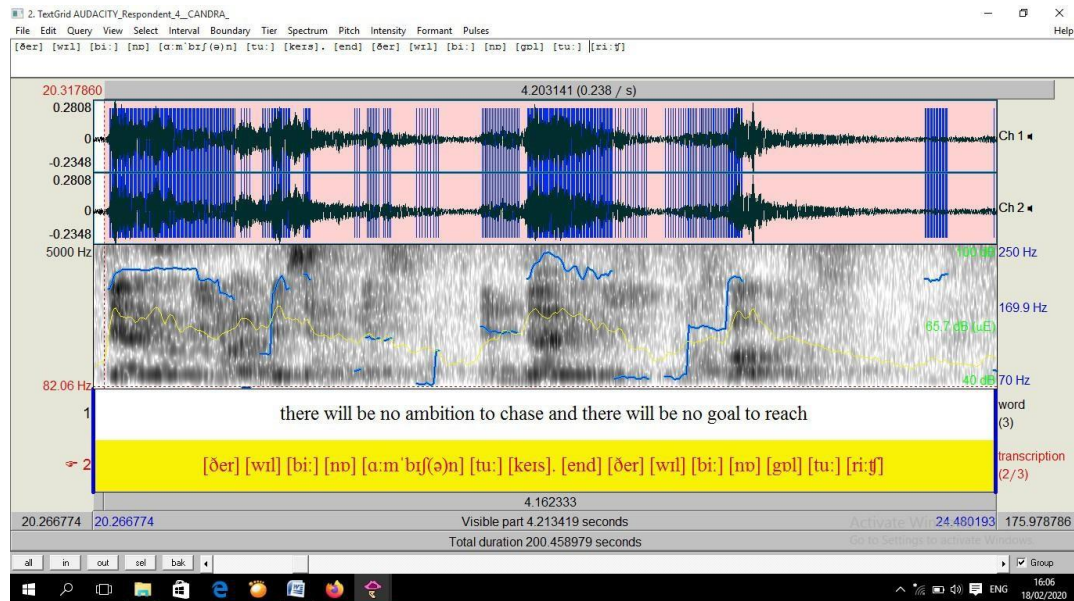 2. TextGrid AUDACITY_Respondent_4__CANDRA_
File Edit Query View Select Interval Boundary Tier Spectrum Pitch Intensity Formant Pulses Help
[ðer] [wɪl] [biː] [nɒ] [ɑːmˈbɪʃ(ə)n] [tuː] [keɪs]. [end] [ðer] [wɪl] [biː] [nɒ] [gɒl] [tuː] [riːʧ]
20.317860 4.203141 (0.238 / s)
0.2808
0 Ch 1
-0.2348
0.2808
0 Ch 2
-0.2348
5000 Hz 100 dB 250 Hz
169.9 Hz
65.7 dB (µE)
82.06 Hz 40 dB 70 Hz
1 there will be no ambition to chase and there will be no goal to reach word (3)
2 [ðer] [wɪl] [biː] [nɒ] [ɑːmˈbɪʃ(ə)n] [tuː] [keɪs]. [end] [ðer] [wɪl] [biː] [nɒ] [gɒl] [tuː] [riːʧ] transcription (2/3)
4.162333
20.266774 20.266774 Visible part 4.213419 seconds 24.480193 175.978786
Activate Windows
Total duration 200.458979 seconds
Go to Settings to activate Windows.
all in out sel bak Group
ENG 16:06
18/02/2020